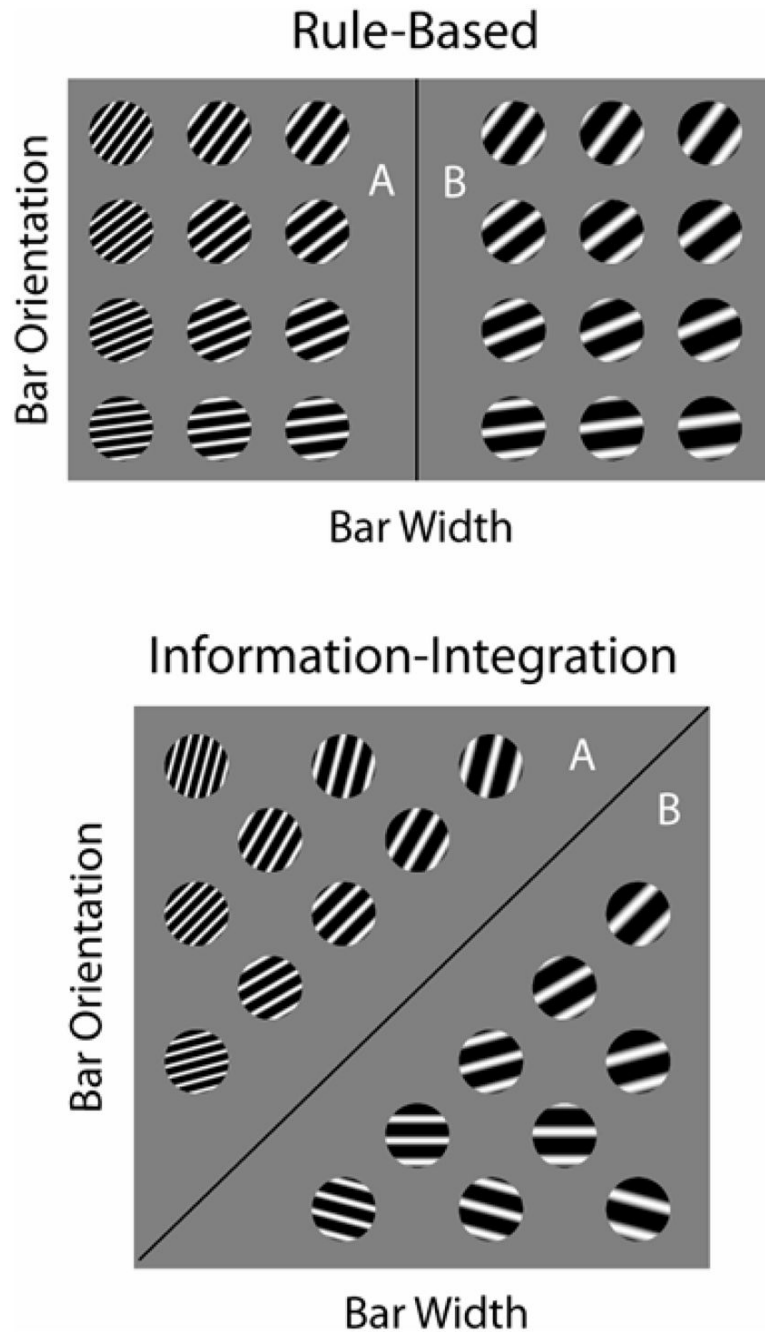 Rule-Based
Bar Orientation
A
B
Bar Width
Information-Integration
Bar Orientation
A
B
Bar Width